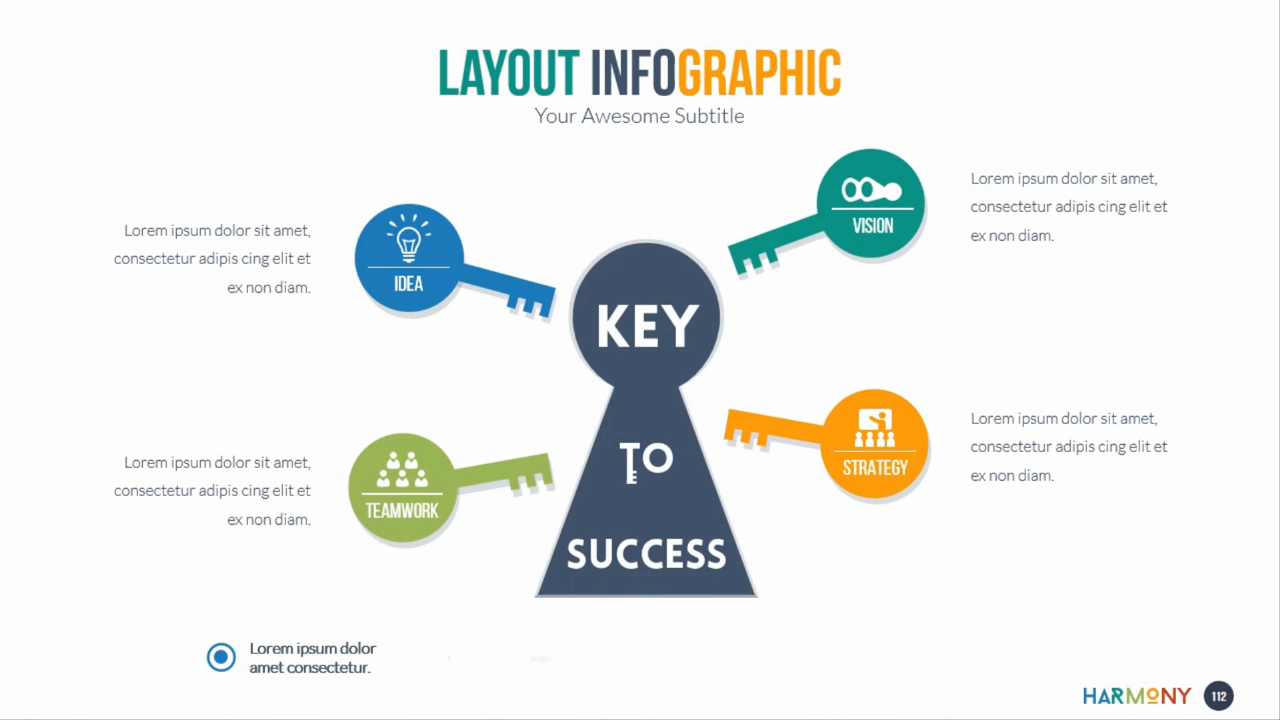 LAYOUT INFOGRAPHIC
Your Awesome Subtitle
Lorem ipsum dolor sit amet,
consectetur adipis cing elit et
ex non diam.
IDEA
VISION
Lorem ipsum dolor sit amet,
consectetur adipis cing elit et
ex non diam.
KEY
TO
SUCCESS
Lorem ipsum dolor sit amet,
consectetur adipis cing elit et
ex non diam.
TEAMWORK
STRATEGY
Lorem ipsum dolor sit amet,
consectetur adipis cing elit et
ex non diam.
Lorem ipsum dolor
amet consectetur.
HARMONY
112